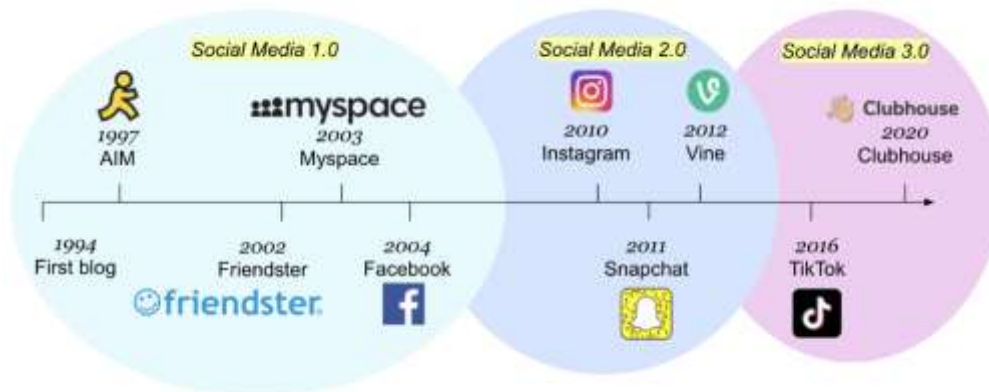 Social Media 1.0
Social Media 2.0
Social Media 3.0
myspace
Clubhouse
1997
AIM
2003
Myspace
2010
Instagram
2012
Vine
2020
Clubhouse
1994
First blog
2002
Friendster
friendster.
2004
Facebook
2011
Snapchat
2016
TikTok